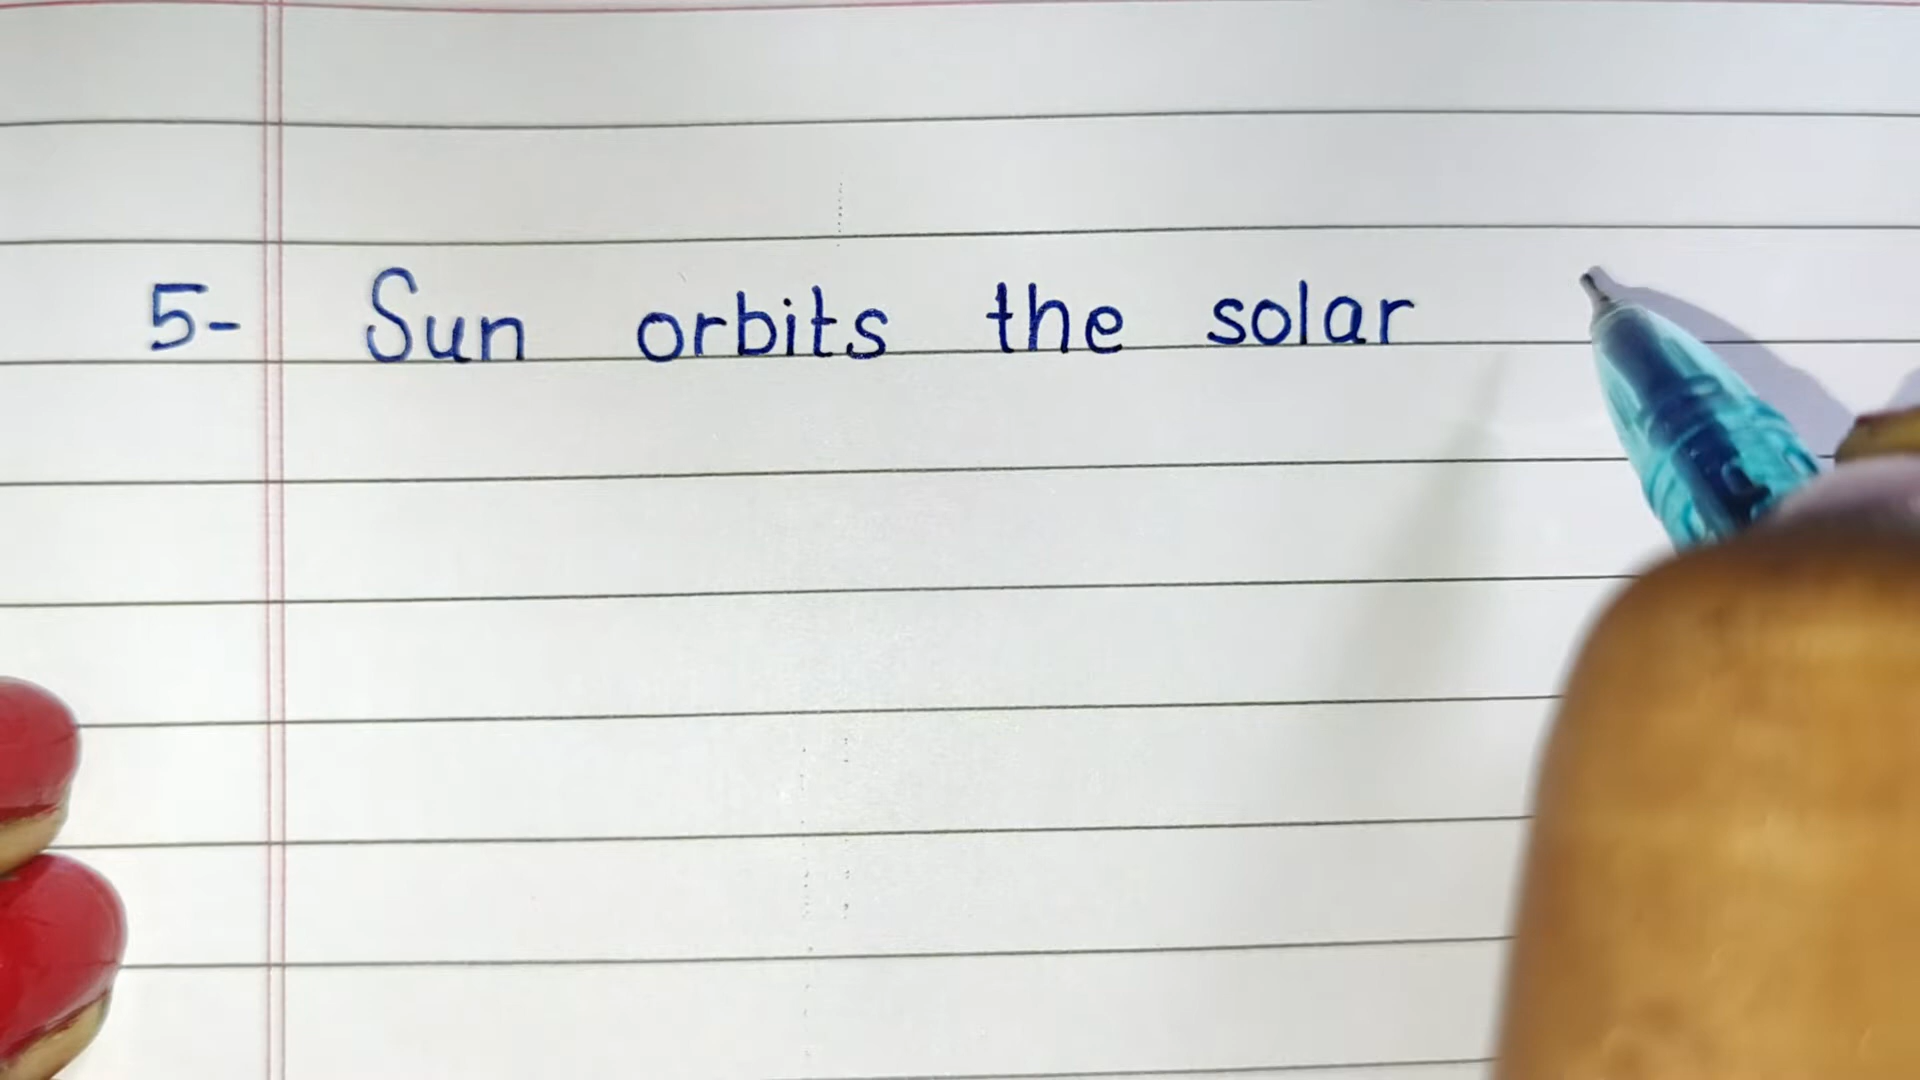 5- Sun orbits the solar